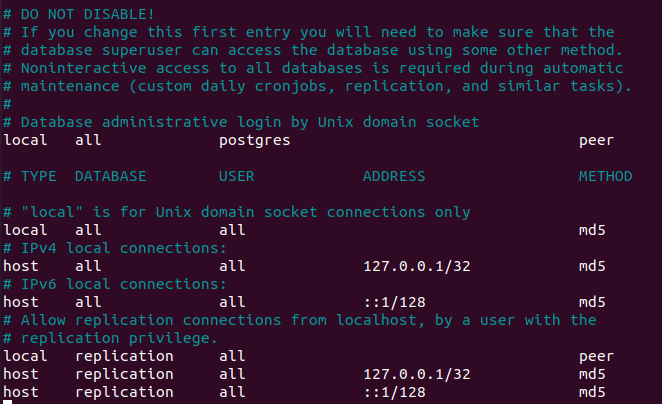 # DO NOT DISABLE!
# If you change this first entry you will need to make sure that the
# database superuser can access the database using some other method.
# Noninteractive access to all databases is required during automatic
# maintenance (custom daily cronjobs, replication, and similar tasks).
#
# Database administrative login by Unix domain socket
local   all             postgres                                peer

# TYPE  DATABASE        USER            ADDRESS                 METHOD

# "local" is for Unix domain socket connections only
local   all             all                                     md5
# IPv4 local connections:
host    all             all             127.0.0.1/32            md5
# IPv6 local connections:
host    all             all             ::1/128                 md5
# Allow replication connections from localhost, by a user with the
# replication privilege.
local   replication     all                                     peer
host    replication     all             127.0.0.1/32            md5
host    replication     all             ::1/128                 md5